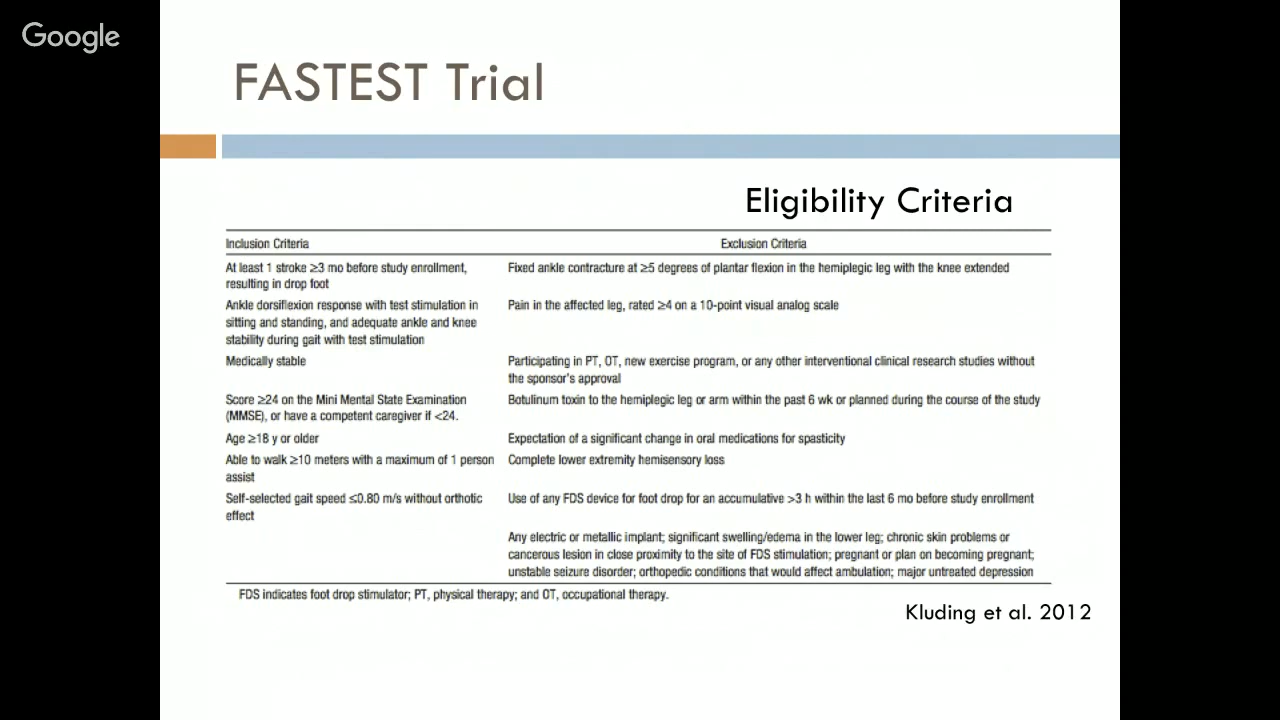 Google
FASTEST Trial
Eligibility Criteria
Inclusion Criteria Exclusion Criteria
At least 1 stroke ≥3 mo before study enrollment, Fixed ankle contracture at ≥5 degrees of plantar flexion in the hemiplegic leg with the knee extended
resulting in drop foot
Ankle dorsiflexion response with test stimulation in Pain in the affected leg, rated ≥4 on a 10-point visual analog scale
sitting and standing, and adequate ankle and knee
stability during gait with test stimulation
Medically stable Participating in PT, OT, new exercise program, or any other interventional clinical research studies without
the sponsor's approval
Score ≥24 on the Mini Mental State Examination Botulinum toxin to the hemiplegic leg or arm within the past 6 wk or planned during the course of the study
(MMSE), or have a competent caregiver if <24.
Age ≥18 y or older Expectation of a significant change in oral medications for spasticity
Able to walk ≥10 meters with a maximum of 1 person Complete lower extremity hemisensory loss
assist
Self-selected gait speed ≤0.80 m/s without orthotic Use of any FDS device for foot drop for an accumulative >3 h within the last 6 mo before study enrollment
effect
Any electric or metallic implant; significant swelling/edema in the lower leg; chronic skin problems or
cancerous lesion in close proximity to the site of FDS stimulation; pregnant or plan on becoming pregnant;
unstable seizure disorder; orthopedic conditions that would affect ambulation; major untreated depression
FDS indicates foot drop stimulator; PT, physical therapy; and OT, occupational therapy.
Kluding et al. 2012